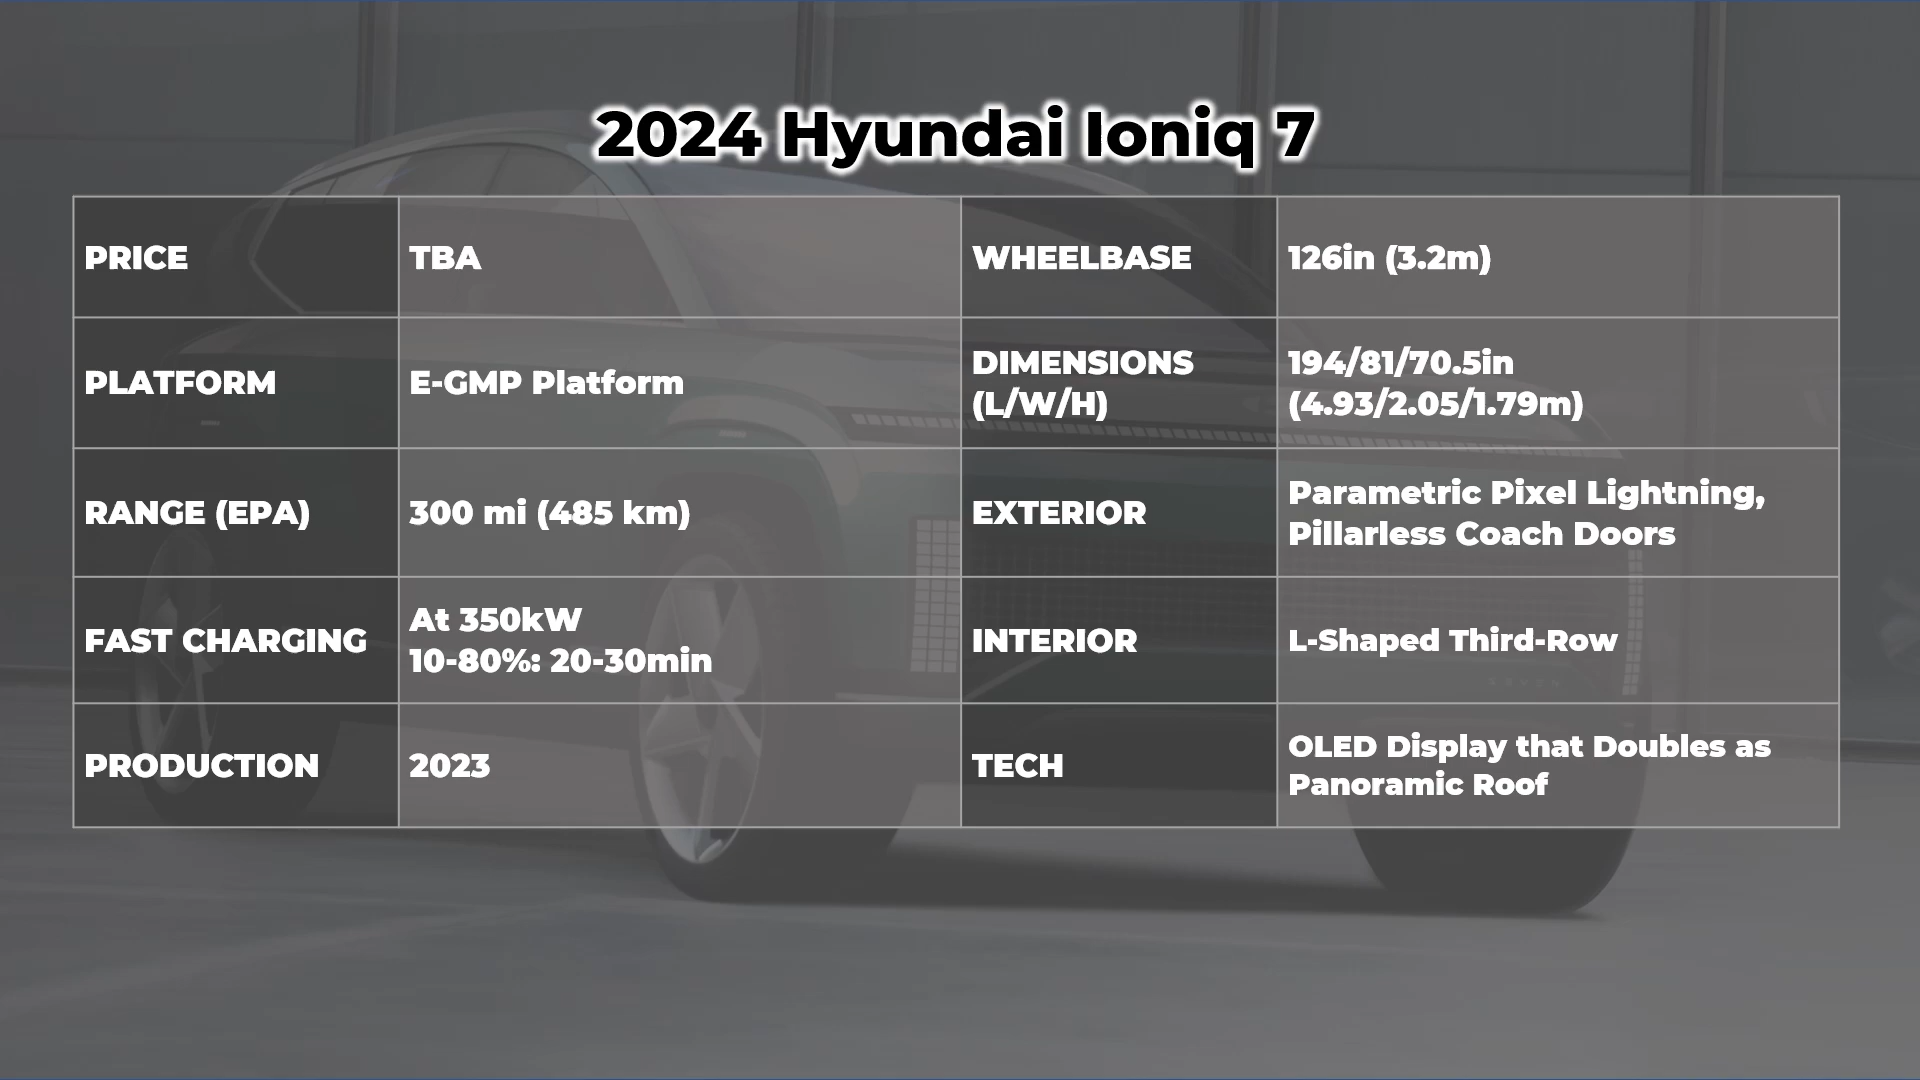 2024 Hyundai Ioniq 7
PRICE
TBA
WHEELBASE
126in (3.2m)
PLATFORM
E-GMP Platform
DIMENSIONS
(L/W/H)
194/81/70.5in
(4.93/2.05/1.79m)
RANGE (EPA)
300 mi (485 km)
EXTERIOR
Parametric Pixel Lightning,
Pillarless Coach Doors
FAST CHARGING
At 350kW
10-80%: 20-30min
INTERIOR
L-Shaped Third-Row
PRODUCTION
2023
TECH
OLED Display that Doubles as
Panoramic Roof